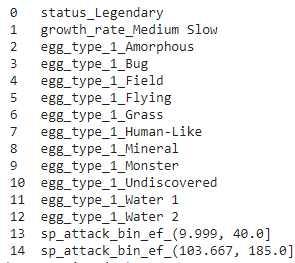 0 status_Legendary
1 growth_rate_Medium Slow
2 egg_type_1_Amorphous
3 egg_type_1_Bug
4 egg_type_1_Field
5 egg_type_1_Flying
6 egg_type_1_Grass
7 egg_type_1_Human-Like
8 egg_type_1_Mineral
9 egg_type_1_Monster
10 egg_type_1_Undiscovered
11 egg_type_1_Water 1
12 egg_type_1_Water 2
13 sp_attack_bin_ef_(9.999, 40.0]
14 sp_attack_bin_ef_(103.667, 185.0]